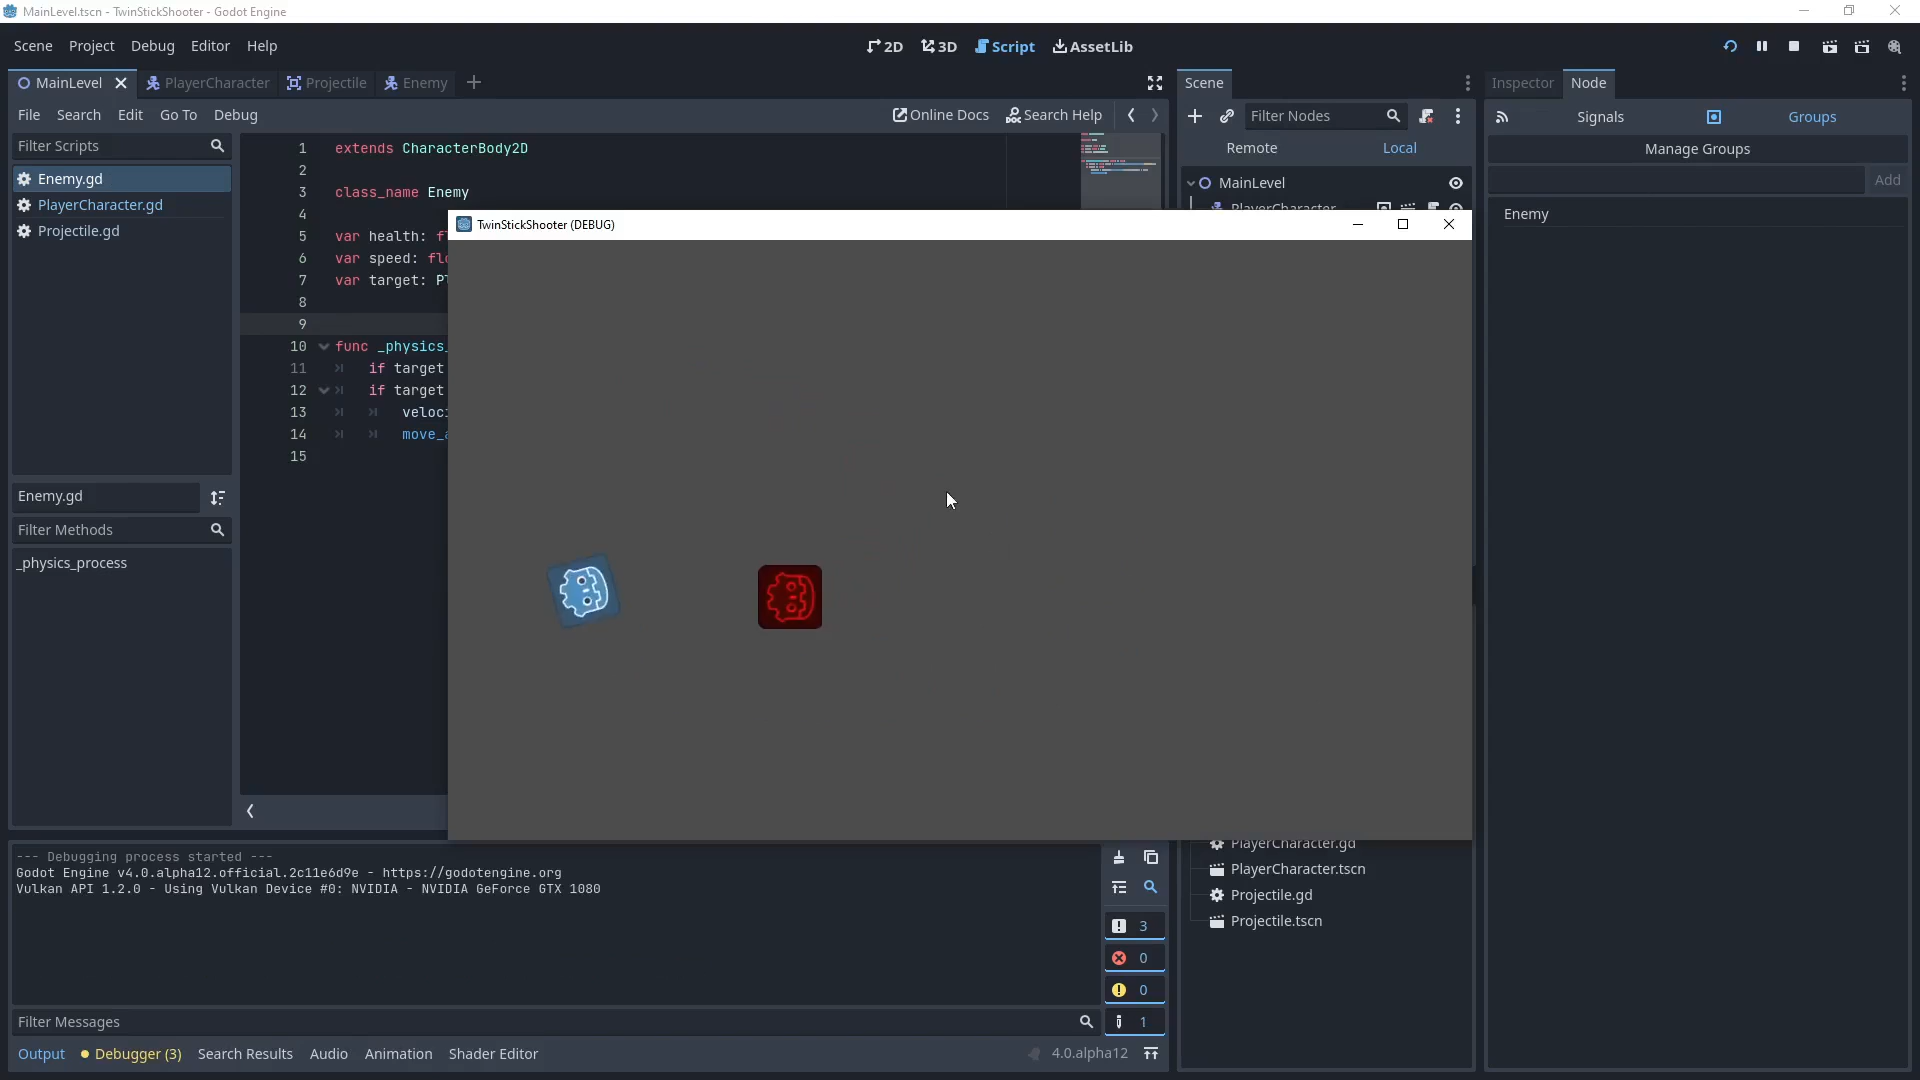 MainLevel.tscn - TwinStickShooter - Godot Engine
Scene Project Debug Editor Help
2D 3D Script AssetLib
MainLevel PlayerCharacter Projectile Enemy
Scene
Inspector Node
File Search Edit Go To Debug
Online Docs Search Help
Filter Nodes
Signals Groups
Filter Scripts
Remote Local
Manage Groups
Enemy.gd
PlayerCharacter.gd
Projectile.gd
MainLevel
PlayerCharacter
Add
Enemy
1 extends CharacterBody2D
2
3 class_name Enemy
4
5 var health:
6 var speed:
7 var target:
8
9
10 func _physics_
11 if target
12 if target
13
14
15
TwinStickShooter (DEBUG)
Enemy.gd
Filter Methods
_physics_process
--- Debugging process started ---
Godot Engine v4.0.alpha12.official.2c11e6d9e - https://godotengine.org
Vulkan API 1.2.0 - Using Vulkan Device #0: NVIDIA - NVIDIA GeForce GTX 1080
3
0
0
1
PlayerCharacter.gd
PlayerCharacter.tscn
Projectile.gd
Projectile.tscn
Filter Messages
Output Debugger (3) Search Results Audio Animation Shader Editor
4.0.alpha12